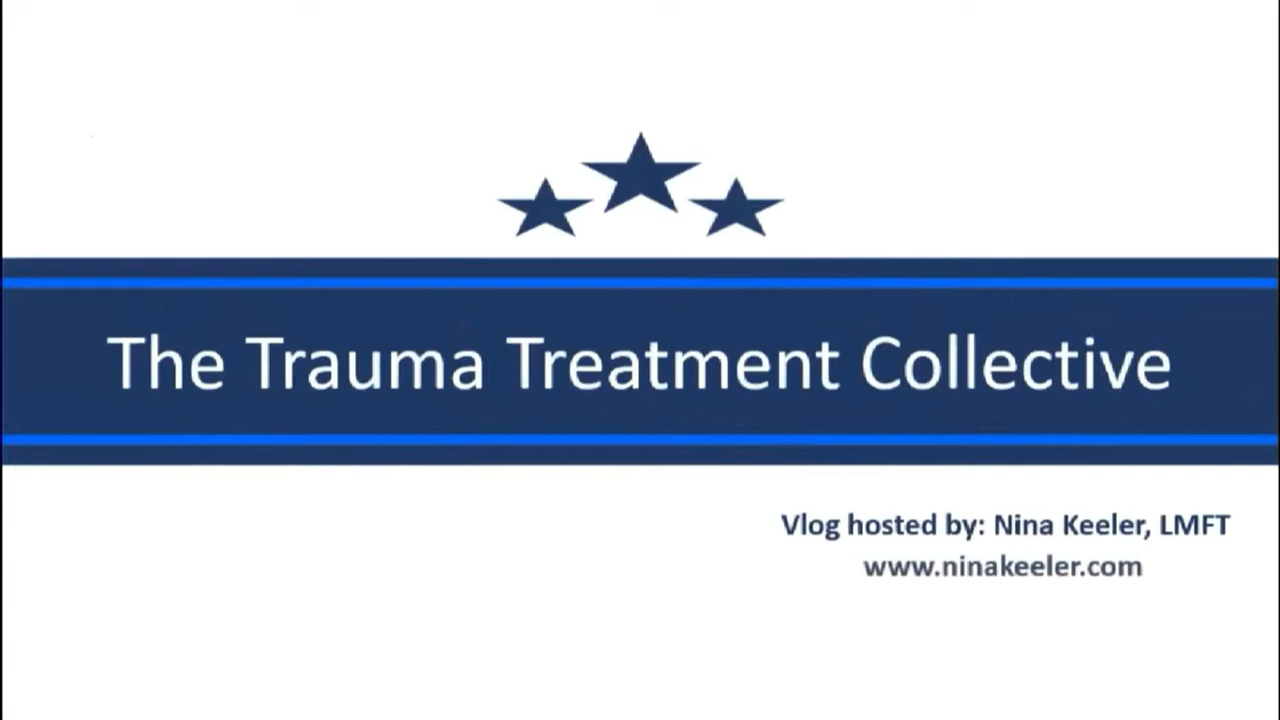 The Trauma Treatment Collective
Vlog hosted by: Nina Keeler, LMFT
www.ninakeeler.com